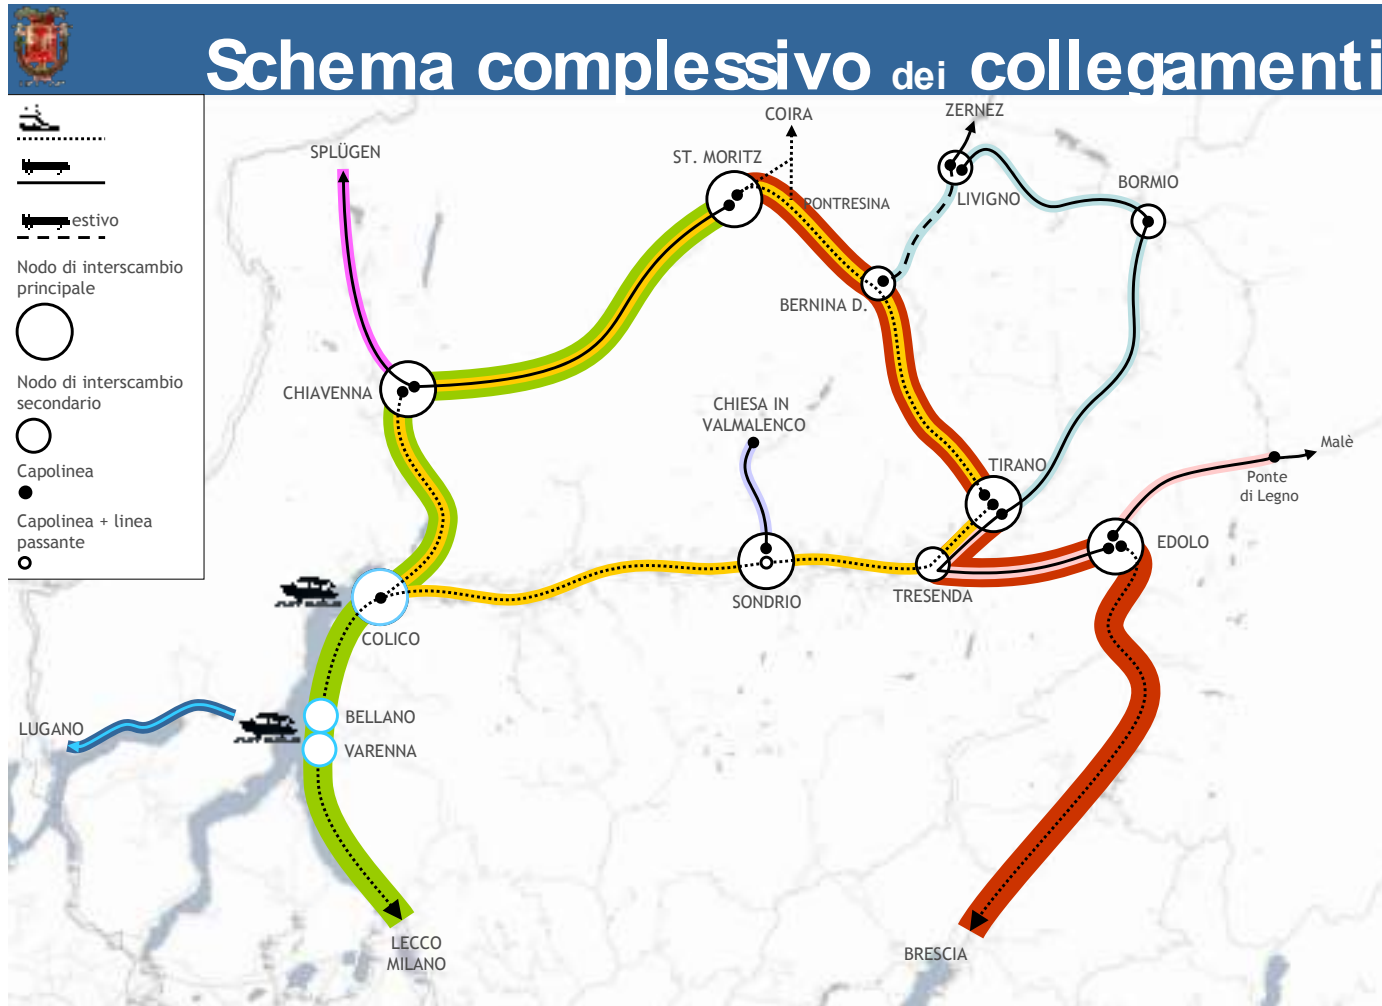 Schema complessivo dei collegamenti
estivo
Nodo di interscambio
principale
Nodo di interscambio
secondario
Capolinea
Capolinea + linea
passante
COIRA
ZERNEZ
SPLÜGEN
ST. MORITZ
BORMIO
LIVIGNO
PONTRESINA
BERNINA D.
CHIAVENNA
CHIESA IN
VALMALENCO
Malè
TIRANO
Ponte
di Legno
EDOLO
SONDRIO
TRESENDA
COLICO
BELLANO
LUGANO
VARENNA
LECCO
MILANO
BRESCIA